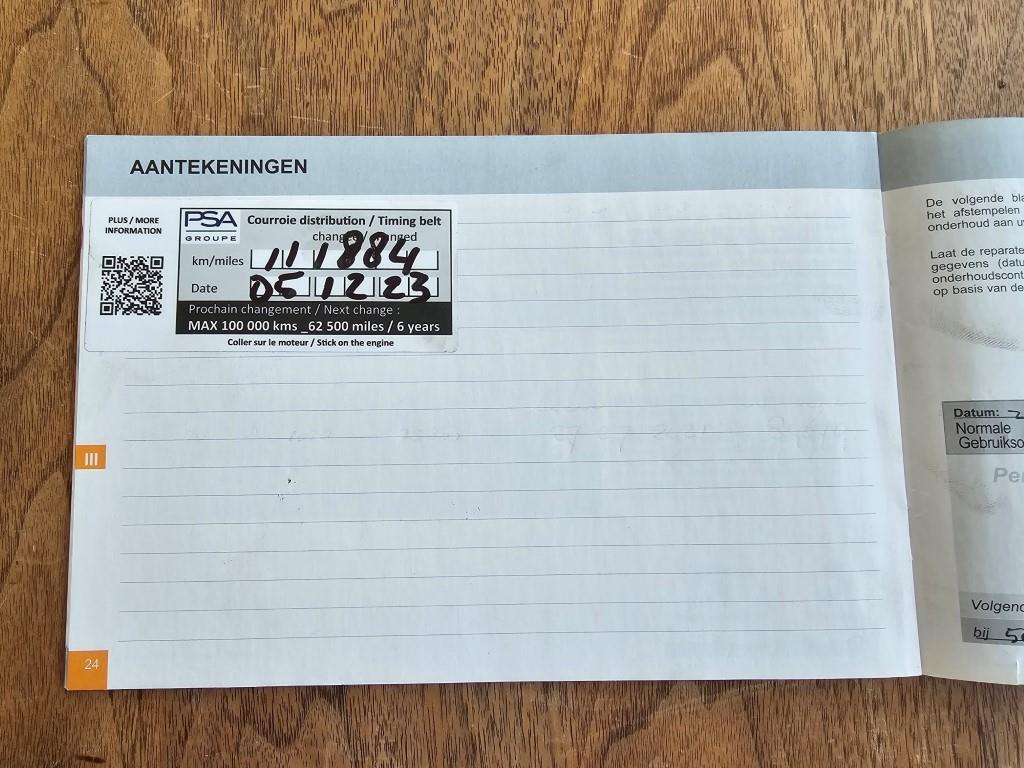 AANTEKENINGEN
PLUS / MORE
INFORMATION
PSA
GROUPE
Courroie distribution / Timing belt
changée / changed
km/miles 111884
Date 05 12 23
Prochain changement / Next change :
MAX 100 000 kms _62 500 miles / 6 years
Coller sur le moteur / Stick on the engine
III
24
De volgende bla
het afstempelen
onderhoud aan u
Laat de reparate
gegevens (datu
onderhoudscont
op basis van de
Datum:
Normale
Gebruikso
Per
Volgend
bij 50